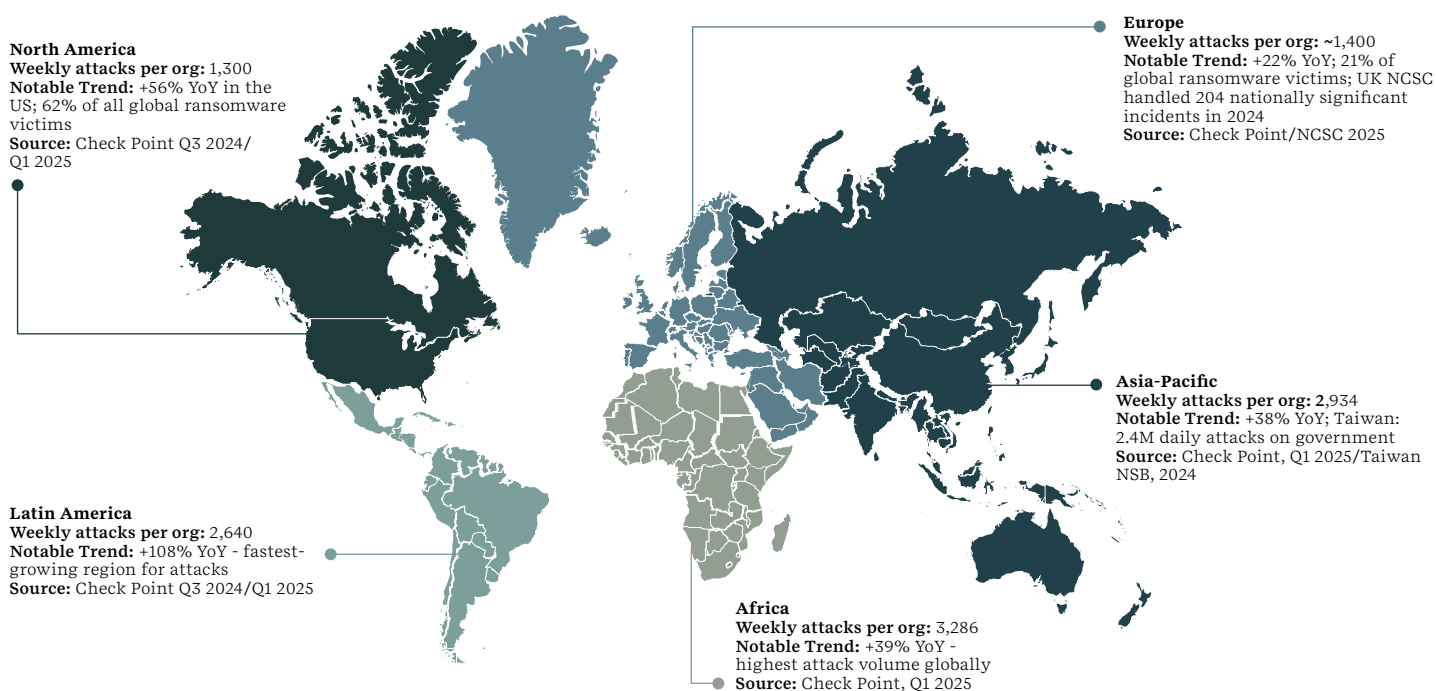 North America
Weekly attacks per org: 1,300
Notable Trend: +56% YoY in the
US; 62% of all global ransomware
victims
Source: Check Point Q3 2024/
Q1 2025
Europe
Weekly attacks per org: ~1,400
Notable Trend: +22% YoY; 21% of
global ransomware victims; UK NCSC
handled 204 nationally significant
incidents in 2024
Source: Check Point/NCSC 2025
Asia-Pacific
Weekly attacks per org: 2,934
Notable Trend: +38% YoY; Taiwan:
2.4M daily attacks on government
Source: Check Point, Q1 2025/Taiwan
NSB, 2024
Latin America
Weekly attacks per org: 2,640
Notable Trend: +108% YoY - fastest-
growing region for attacks
Source: Check Point Q3 2024/Q1 2025
Africa
Weekly attacks per org: 3,286
Notable Trend: +39% YoY -
highest attack volume globally
Source: Check Point, Q1 2025